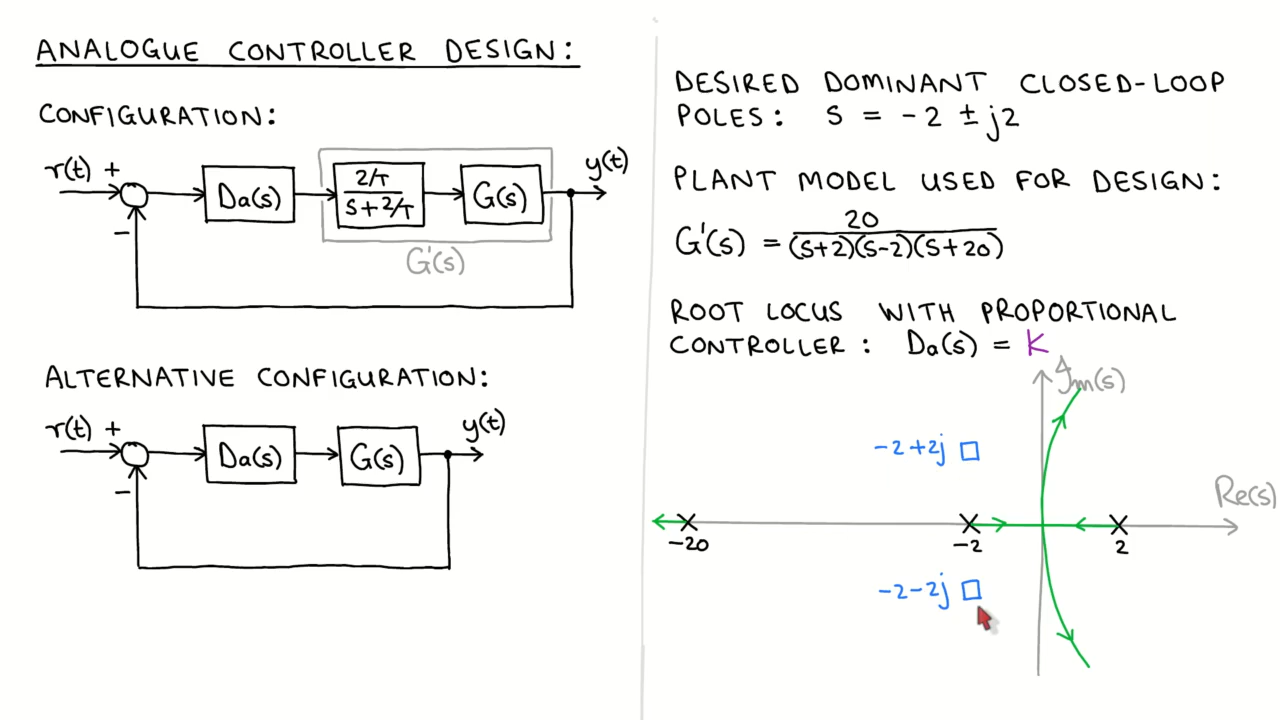 ANALOGUE CONTROLLER DESIGN:
CONFIGURATION:
r(t) +
−
Da(s)
2/T
s+2/T
G(s)
y(t)
G'(s)
ALTERNATIVE CONFIGURATION:
r(t) +
−
Da(s)
G(s)
y(t)
DESIRED DOMINANT CLOSED-LOOP
POLES: S = -2 ± j2
PLANT MODEL USED FOR DESIGN:
G'(s) = 20
(s+2)(s-2)(s+20)
ROOT LOCUS WITH PROPORTIONAL
CONTROLLER: Da(s) = K
Im(s)
-2+2j
Re(s)
-20
-2
2
-2-2j